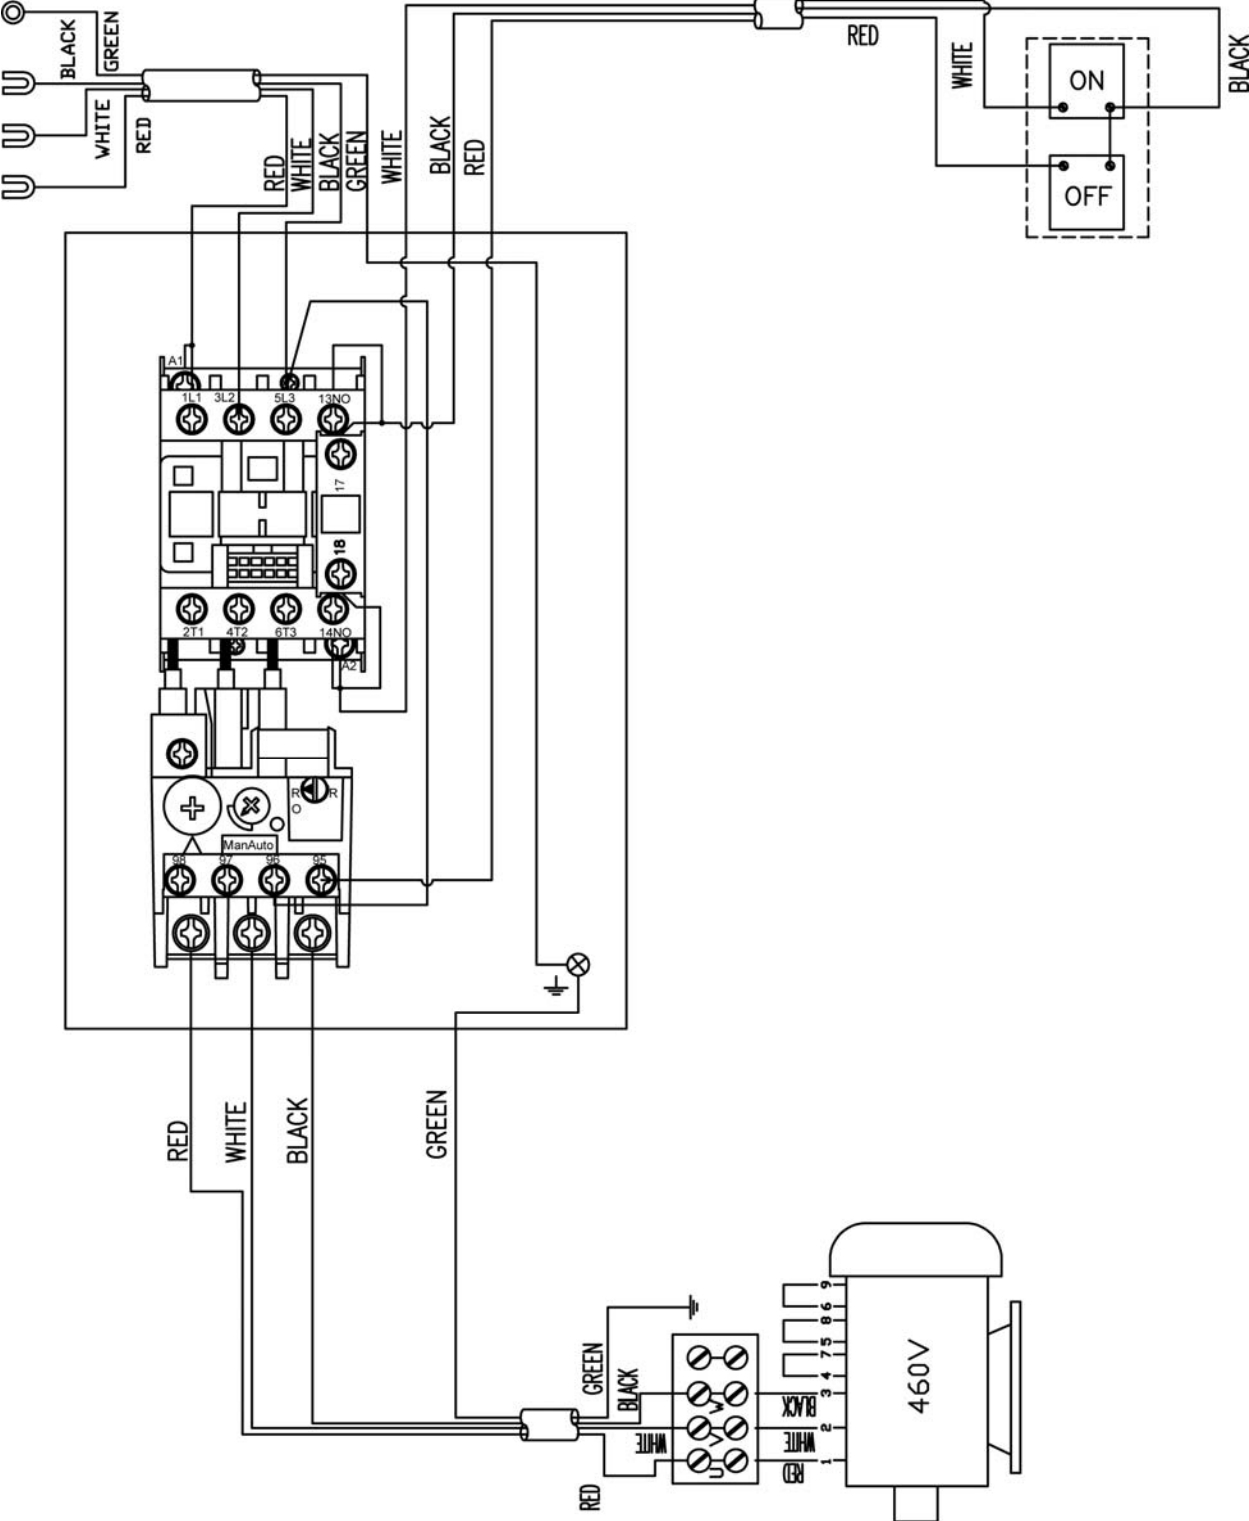 BLACK
GREEN
WHITE
RED
RED
WHITE
BLACK
GREEN
WHITE
BLACK
RED
RED
WHITE
BLACK
ON
OFF
A1
1L1 3L2 5L3 13NO
17
18
2T1 4T2 6T3 14NO
A2
R R
O
ManAuto
98 97 96 95
RED
WHITE
BLACK
GREEN
GREEN
BLACK
WHITE
RED
W
V
U
BLACK
WHITE
RED
9
6
8
5
7
4
3
2
1
460V